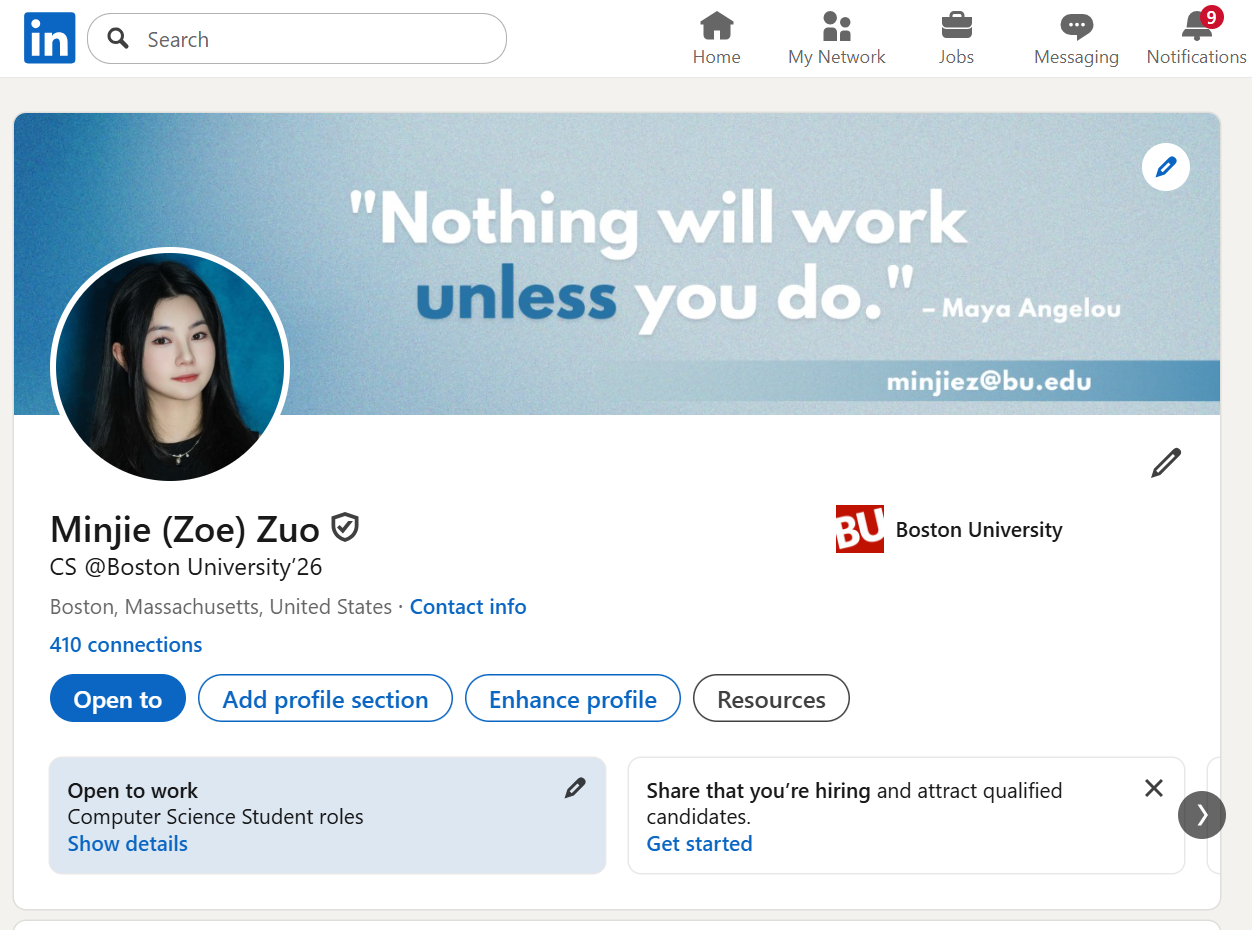 in
Search
Home
My Network
Jobs
Messaging
9
Notifications
"Nothing will work
unless you do." – Maya Angelou
minjiez@bu.edu
Minjie (Zoe) Zuo
BU Boston University
CS @Boston University’26
Boston, Massachusetts, United States · Contact info
410 connections
Open to
Add profile section
Enhance profile
Resources
Open to work
Computer Science Student roles
Show details
Share that you’re hiring and attract qualified
candidates.
Get started